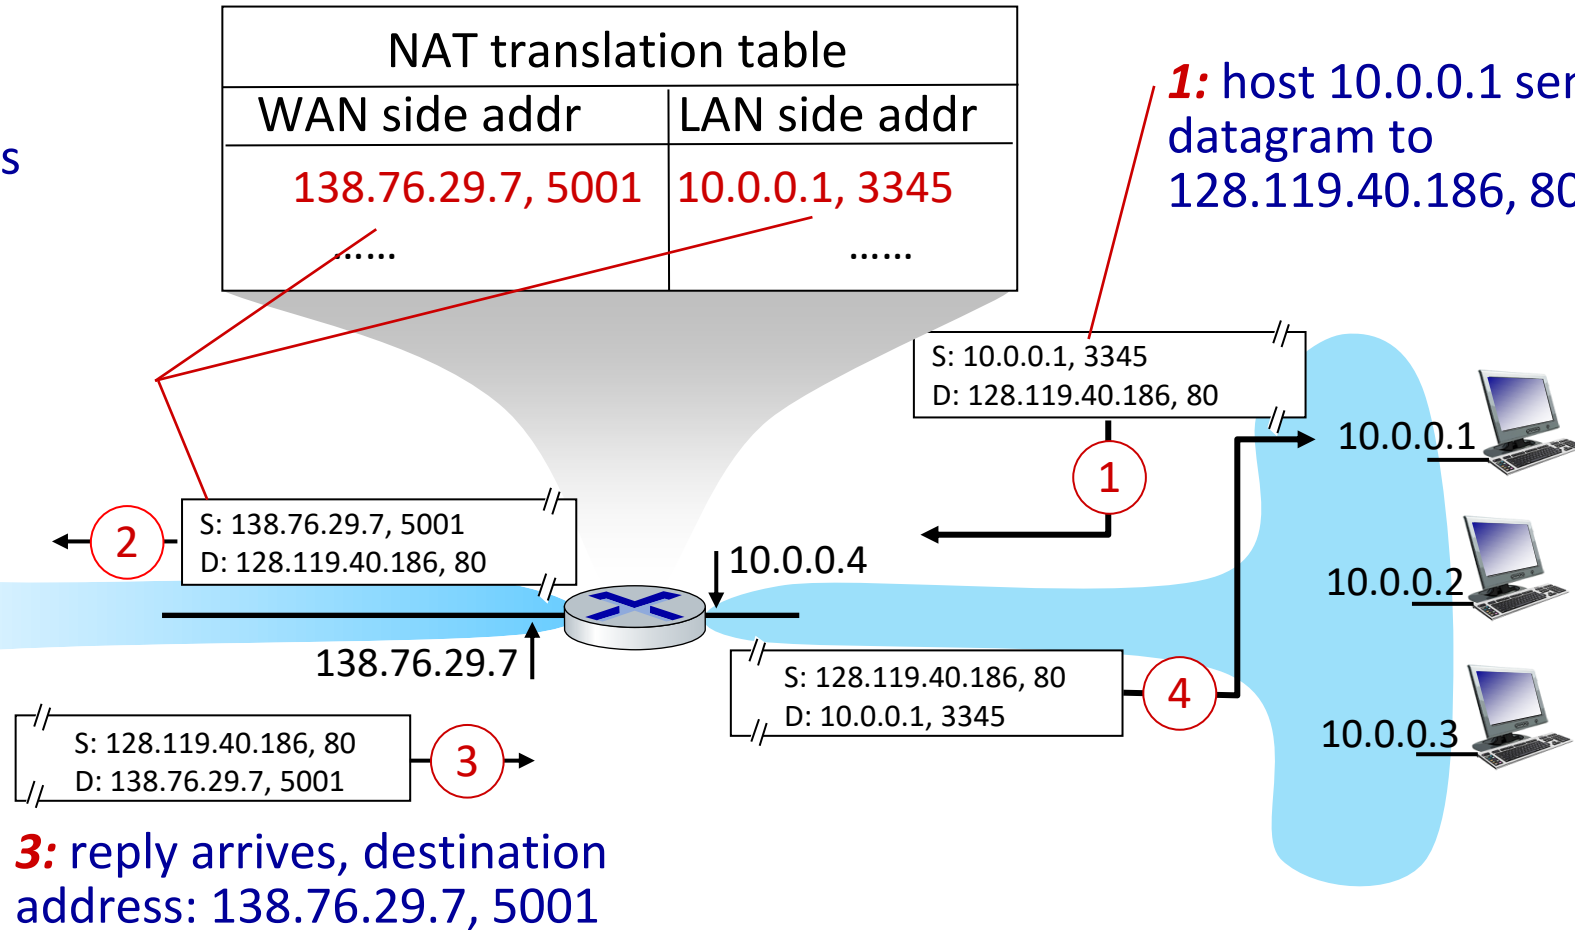 NAT translation table
WAN side addr LAN side addr
138.76.29.7, 5001 10.0.0.1, 3345
...... ......
s
1: host 10.0.0.1 
datagram to
128.119.40.186, 80
S: 10.0.0.1, 3345
D: 128.119.40.186, 80
1
10.0.0.1
2
S: 138.76.29.7, 5001
D: 128.119.40.186, 80
10.0.0.4
10.0.0.2
138.76.29.7
S: 128.119.40.186, 80
D: 10.0.0.1, 3345
4
10.0.0.3
S: 128.119.40.186, 80
D: 138.76.29.7, 5001
3
3: reply arrives, destination
address: 138.76.29.7, 5001